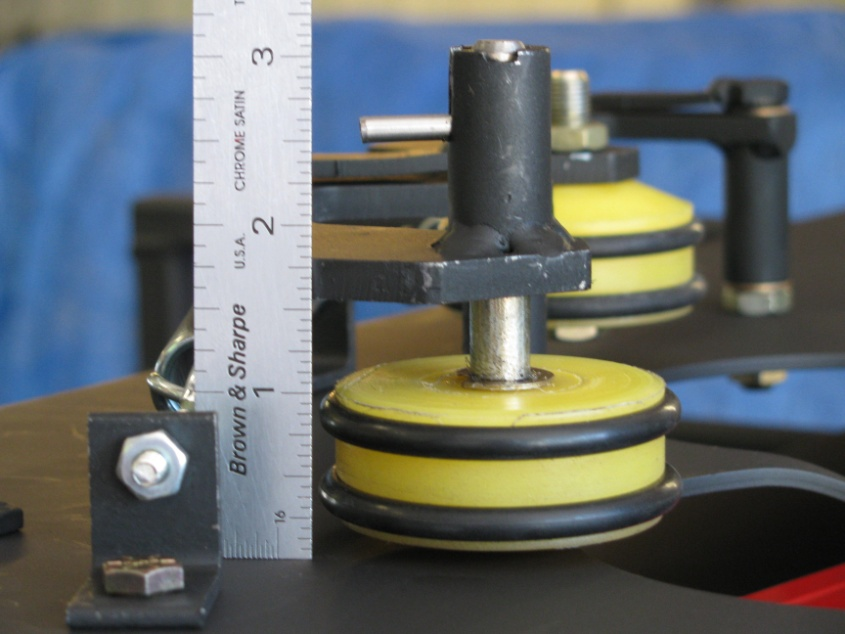 3
CHROME SATIN
2
U.S.A.
Brown & Sharpe
1
16